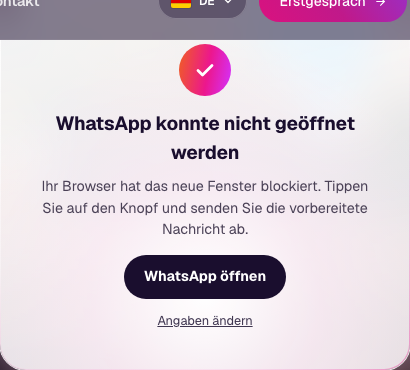 ontakt
DE
Erstgespräch →
WhatsApp konnte nicht geöffnet
werden
Ihr Browser hat das neue Fenster blockiert. Tippen
Sie auf den Knopf und senden Sie die vorbereitete
Nachricht ab.
WhatsApp öffnen
Angaben ändern